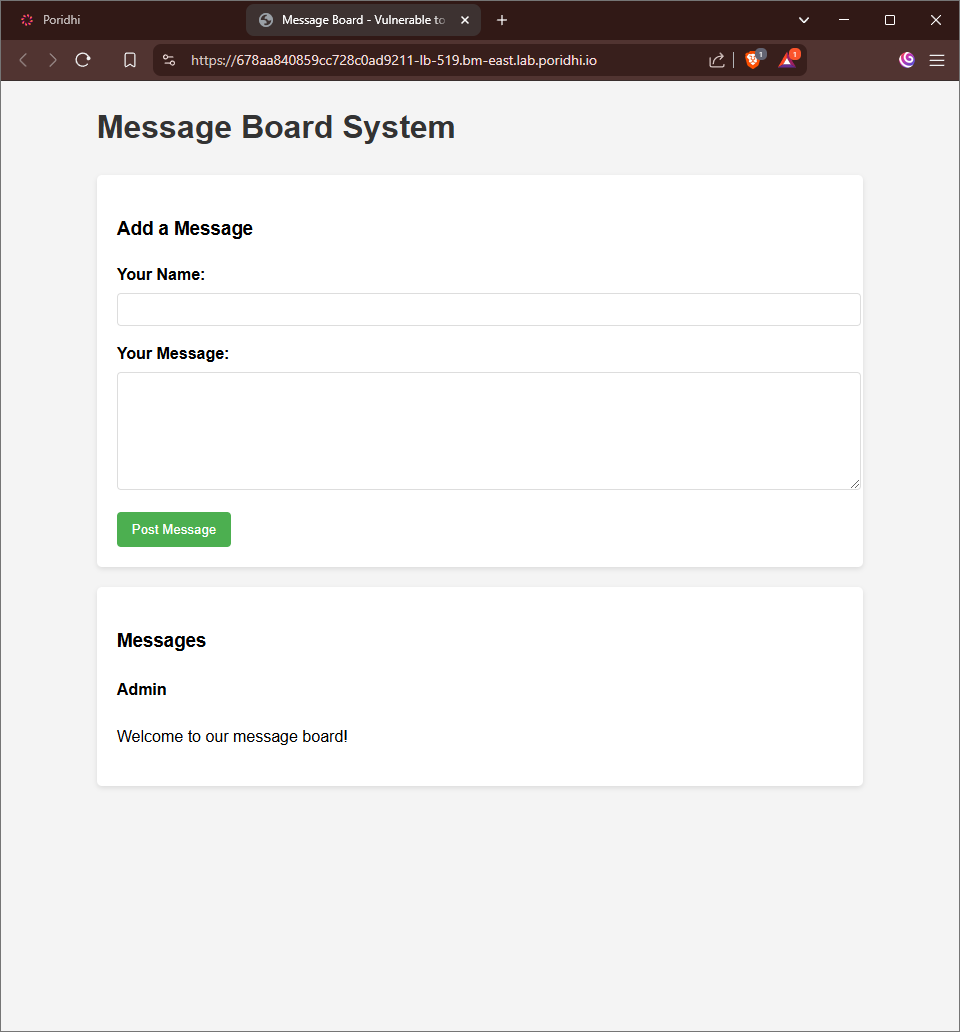 Poridhi
Message Board - Vulnerable to
https://678aa840859cc728c0ad9211-lb-519.bm-east.lab.poridhi.io
1
1
Message Board System
Add a Message
Your Name:
Your Message:
Post Message
Messages
Admin
Welcome to our message board!